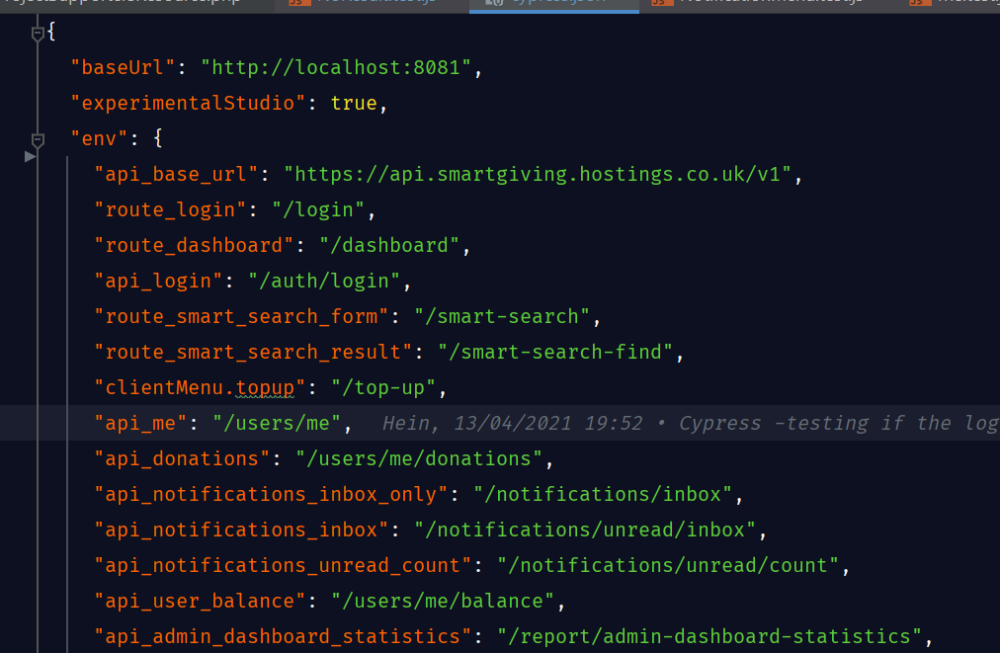 cypress.json
{
"baseUrl": "http://localhost:8081",
"experimentalStudio": true,
"env": {
"api_base_url": "https://api.smartgiving.hostings.co.uk/v1",
"route_login": "/login",
"route_dashboard": "/dashboard",
"api_login": "/auth/login",
"route_smart_search_form": "/smart-search",
"route_smart_search_result": "/smart-search-find",
"clientMenu.topup": "/top-up",
"api_me": "/users/me", Hein, 13/04/2021 19:52 • Cypress -testing if the log
"api_donations": "/users/me/donations",
"api_notifications_inbox_only": "/notifications/inbox",
"api_notifications_inbox": "/notifications/unread/inbox",
"api_notifications_unread_count": "/notifications/unread/count",
"api_user_balance": "/users/me/balance",
"api_admin_dashboard_statistics": "/report/admin-dashboard-statistics",